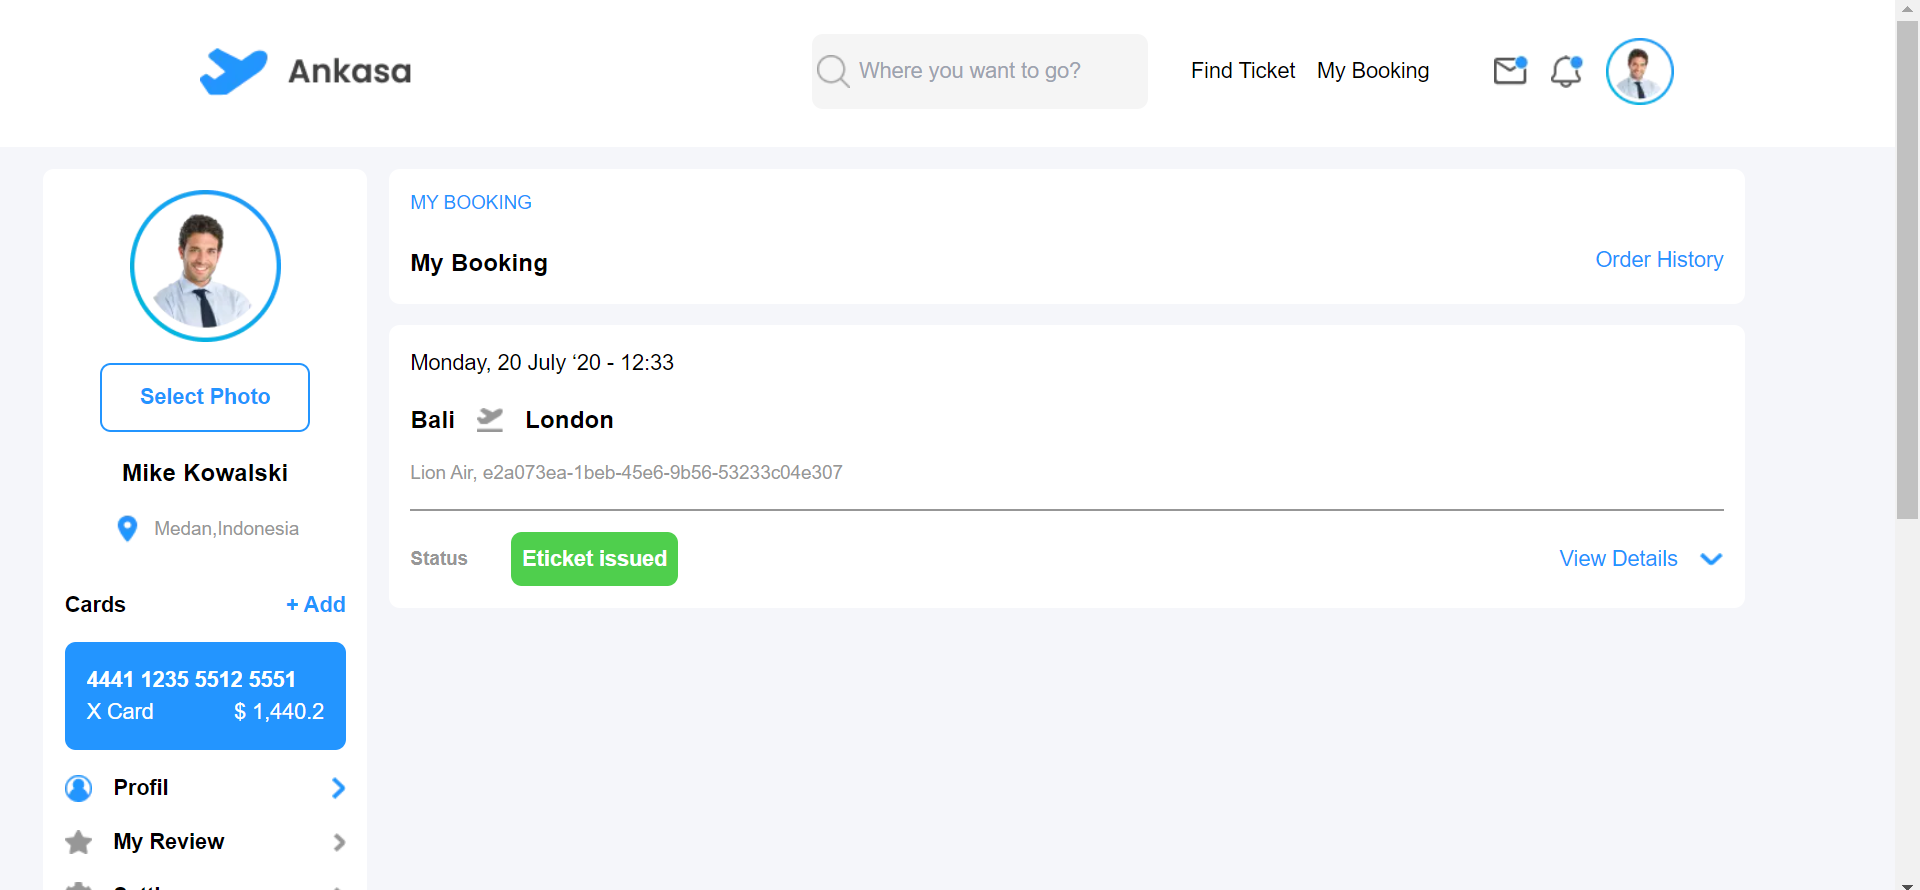 Ankasa
Where you want to go?
Find Ticket
My Booking
Select Photo
Mike Kowalski
Medan,Indonesia
Cards
+ Add
4441 1235 5512 5551
X Card
$ 1,440.2
Profil
My Review
MY BOOKING
My Booking
Order History
Monday, 20 July ‘20 - 12:33
Bali
London
Lion Air, e2a073ea-1beb-45e6-9b56-53233c04e307
Status
Eticket issued
View Details